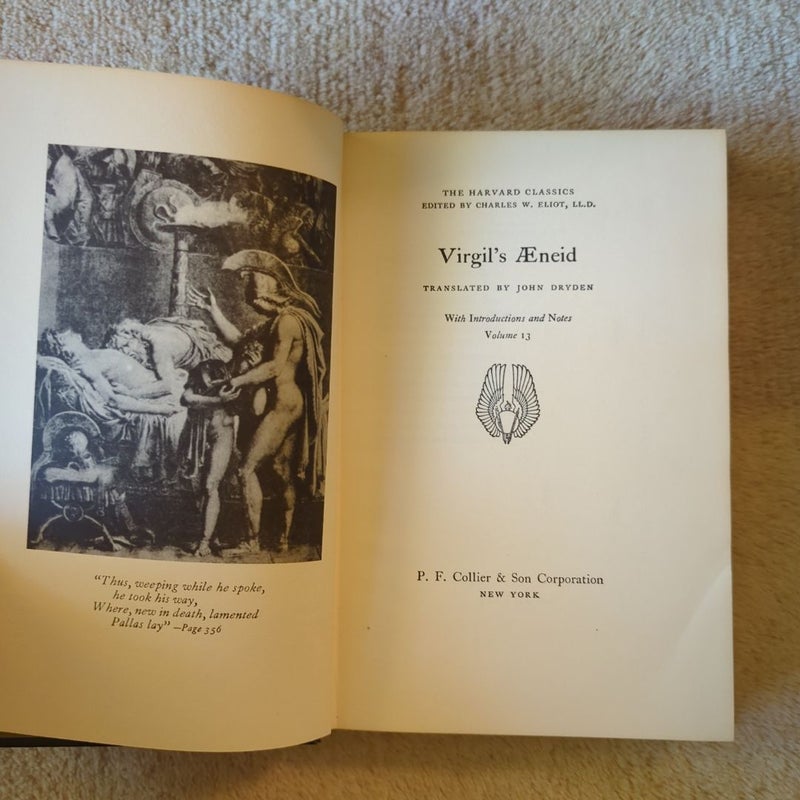 "Thus, weeping while he spoke,
he took his way,
Where, new in death, lamented
Pallas lay" —Page 356
THE HARVARD CLASSICS
EDITED BY CHARLES W. ELIOT, LL.D.
Virgil's Æneid
TRANSLATED BY JOHN DRYDEN
With Introductions and Notes
Volume 13
P. F. Collier & Son Corporation
NEW YORK